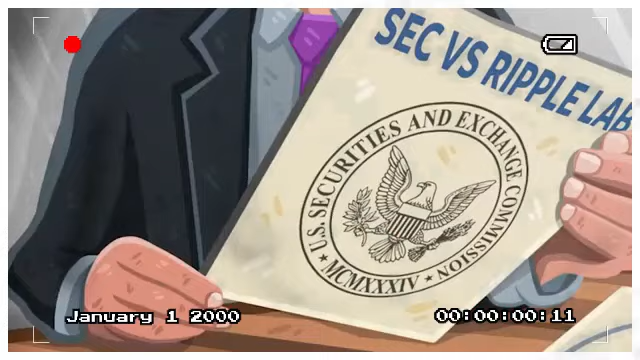 SEC VS RIPPLE LAB
U.S. SECURITIES AND EXCHANGE COMMISSION
★ MCMXXXIV ★
January 1 2000
00:00:00:11